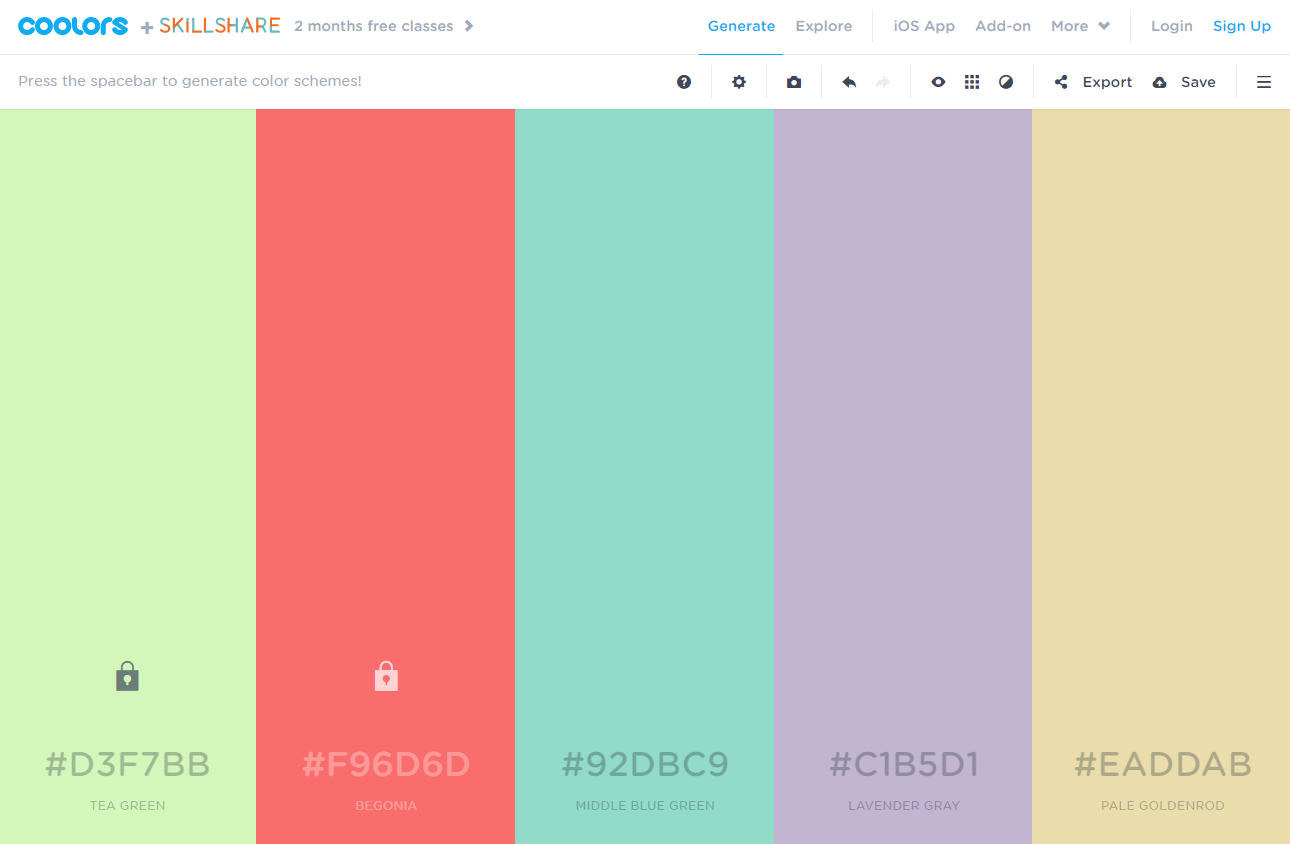 coolors + SKILLSHARE 2 months free classes Generate Explore iOS App Add-on More Login Sign Up
Press the spacebar to generate color schemes! Export Save
#D3F7BB #F96D6D #92DBC9 #C1B5D1 #EADDAB
TEA GREEN BEGONIA MIDDLE BLUE GREEN LAVENDER GRAY PALE GOLDENROD